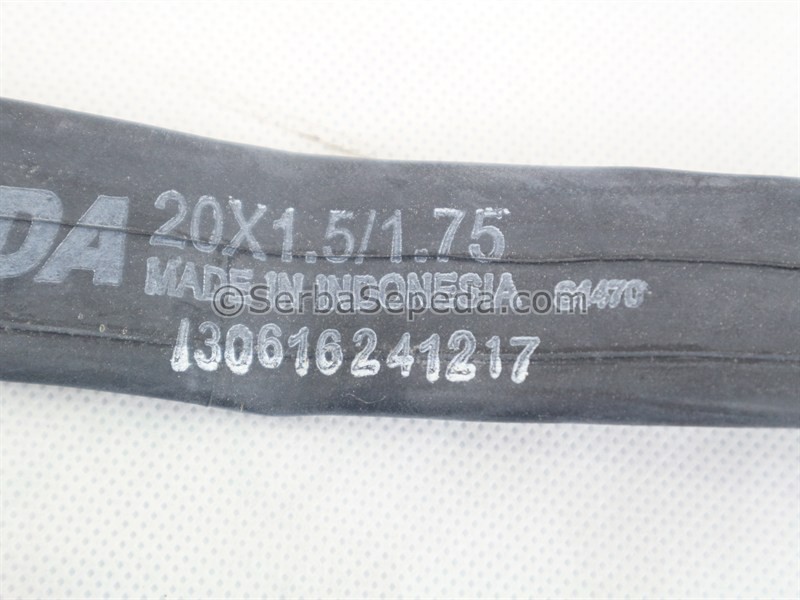 DA 20X1.5/1.75
MADE IN INDONESIA 61470
© SerbaSepeda.com
130616241217